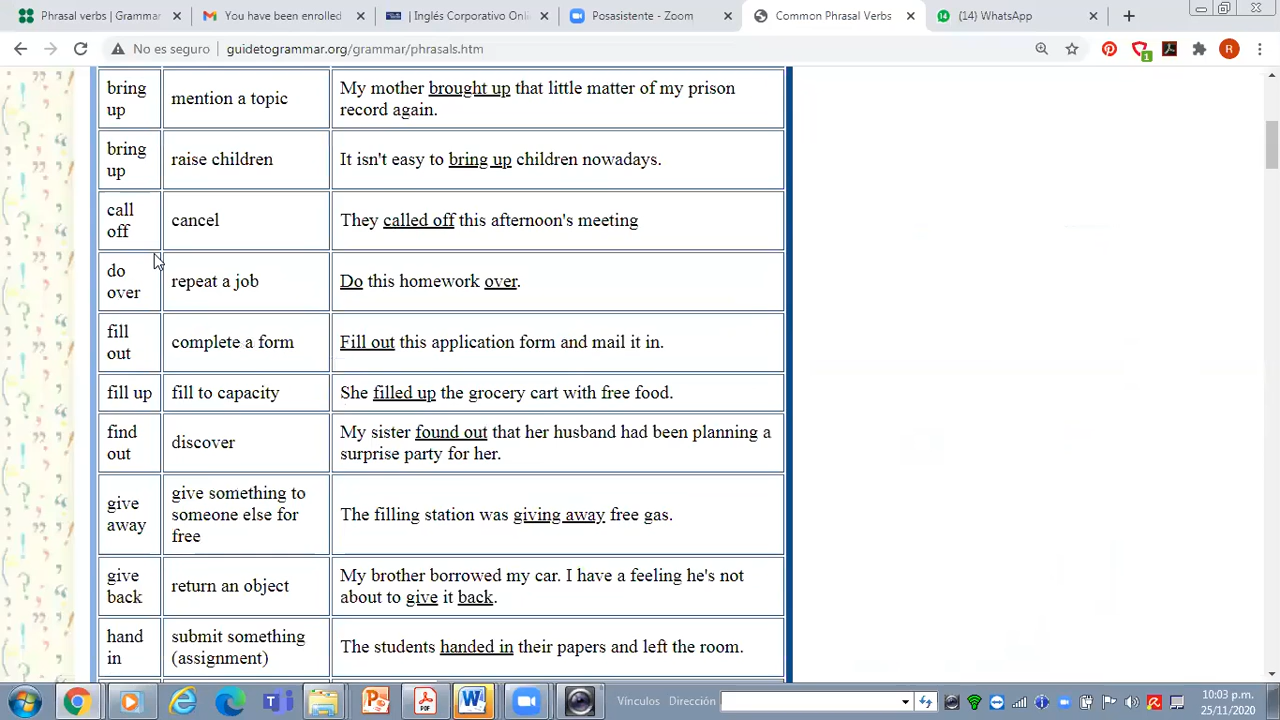 Phrasal verbs | Grammar
You have been enrolled
| Inglés Corporativo Onli
Posasistente - Zoom
Common Phrasal Verbs
(14) WhatsApp
No es seguro | guidetogrammar.org/grammar/phrasals.htm
1
R
bring up
mention a topic
My mother brought up that little matter of my prison
record again.
bring up
raise children
It isn't easy to bring up children nowadays.
call off
cancel
They called off this afternoon's meeting
do over
repeat a job
Do this homework over.
fill out
complete a form
Fill out this application form and mail it in.
fill up
fill to capacity
She filled up the grocery cart with free food.
find out
discover
My sister found out that her husband had been planning a
surprise party for her.
give away
give something to
someone else for
free
The filling station was giving away free gas.
give back
return an object
My brother borrowed my car. I have a feeling he's not
about to give it back.
hand in
submit something
(assignment)
The students handed in their papers and left the room.
Vínculos Dirección
10:03 p.m.
25/11/2020